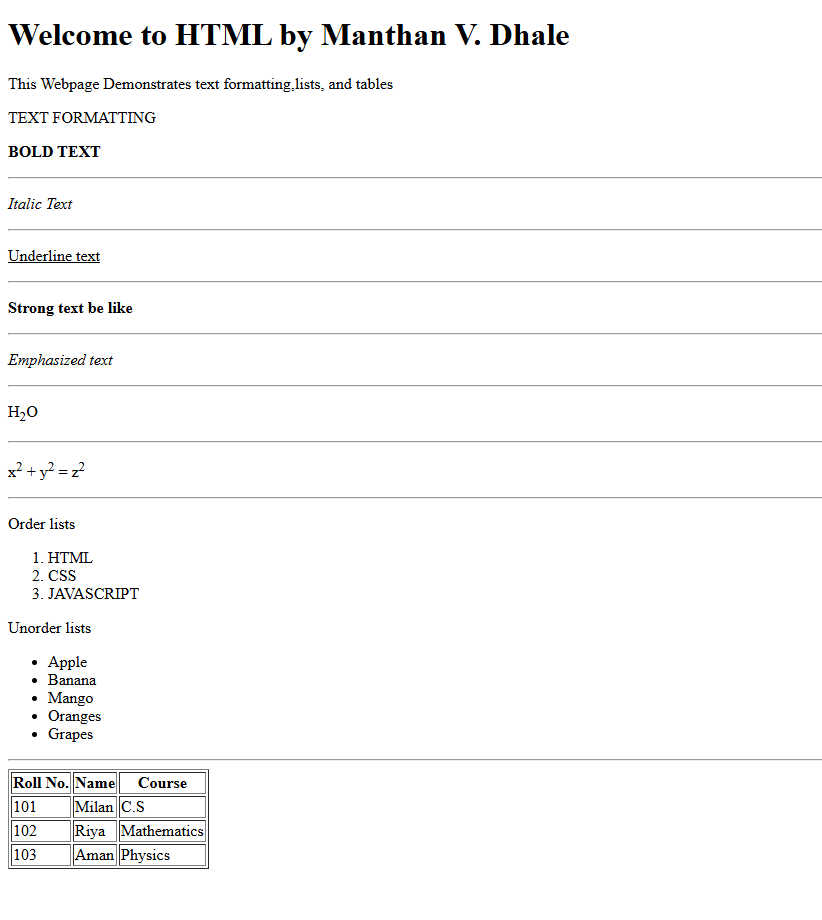 Welcome to HTML by Manthan V. Dhale
This Webpage Demonstrates text formatting,lists, and tables
TEXT FORMATTING
BOLD TEXT
Italic Text
Underline text
Strong text be like
Emphasized text
H₂O
x² + y² = z²
Order lists
1. HTML
2. CSS
3. JAVASCRIPT
Unorder lists
• Apple
• Banana
• Mango
• Oranges
• Grapes
Roll No. Name Course
101 Milan C.S
102 Riya Mathematics
103 Aman Physics